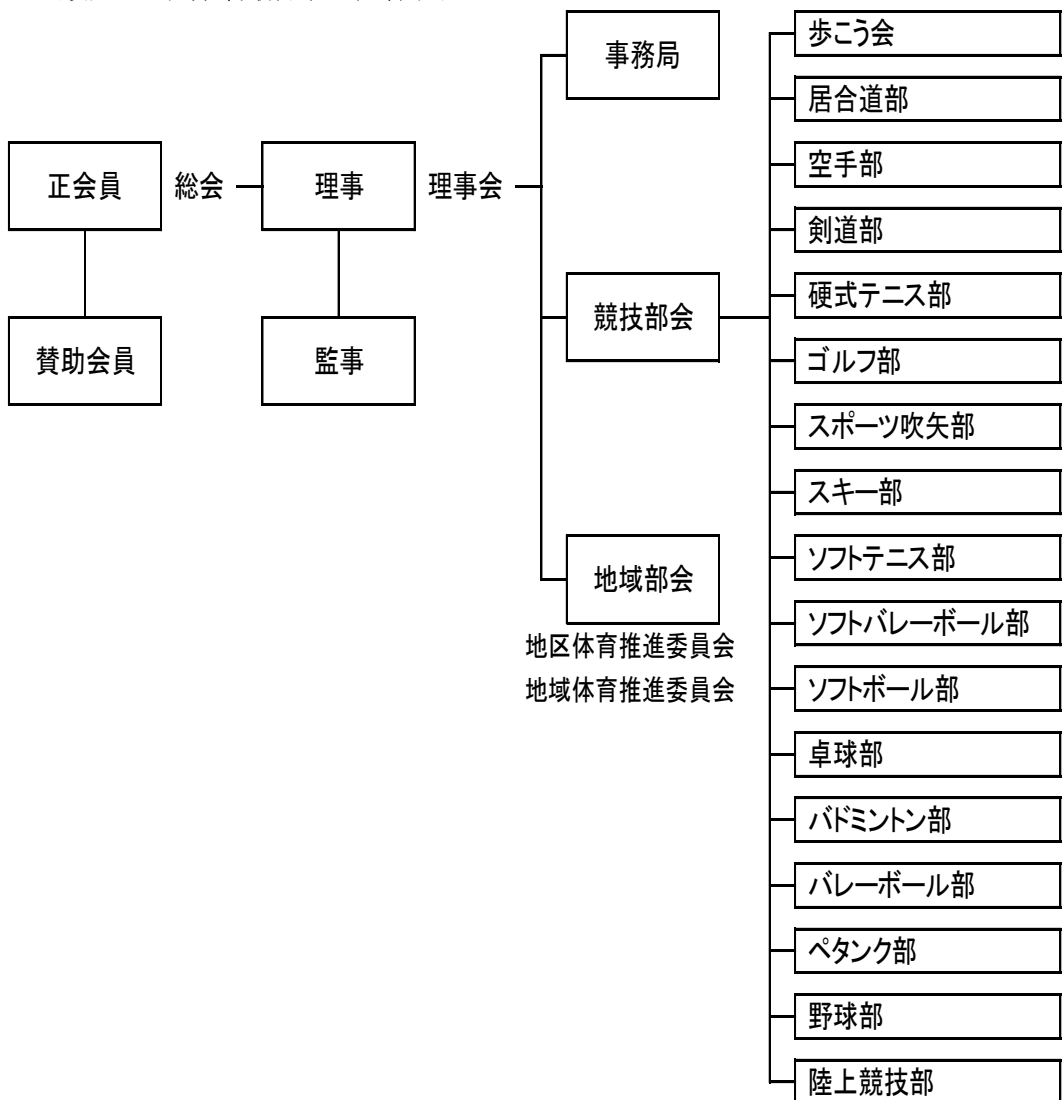 事務局
正会員
総会
理事
理事会
賛助会員
監事
競技部会
地域部会
地区体育推進委員会
地域体育推進委員会
歩こう会
居合道部
空手部
剣道部
硬式テニス部
ゴルフ部
スポーツ吹矢部
スキー部
ソフトテニス部
ソフトバレーボール部
ソフトボール部
卓球部
バドミントン部
バレーボール部
ペタンク部
野球部
陸上競技部